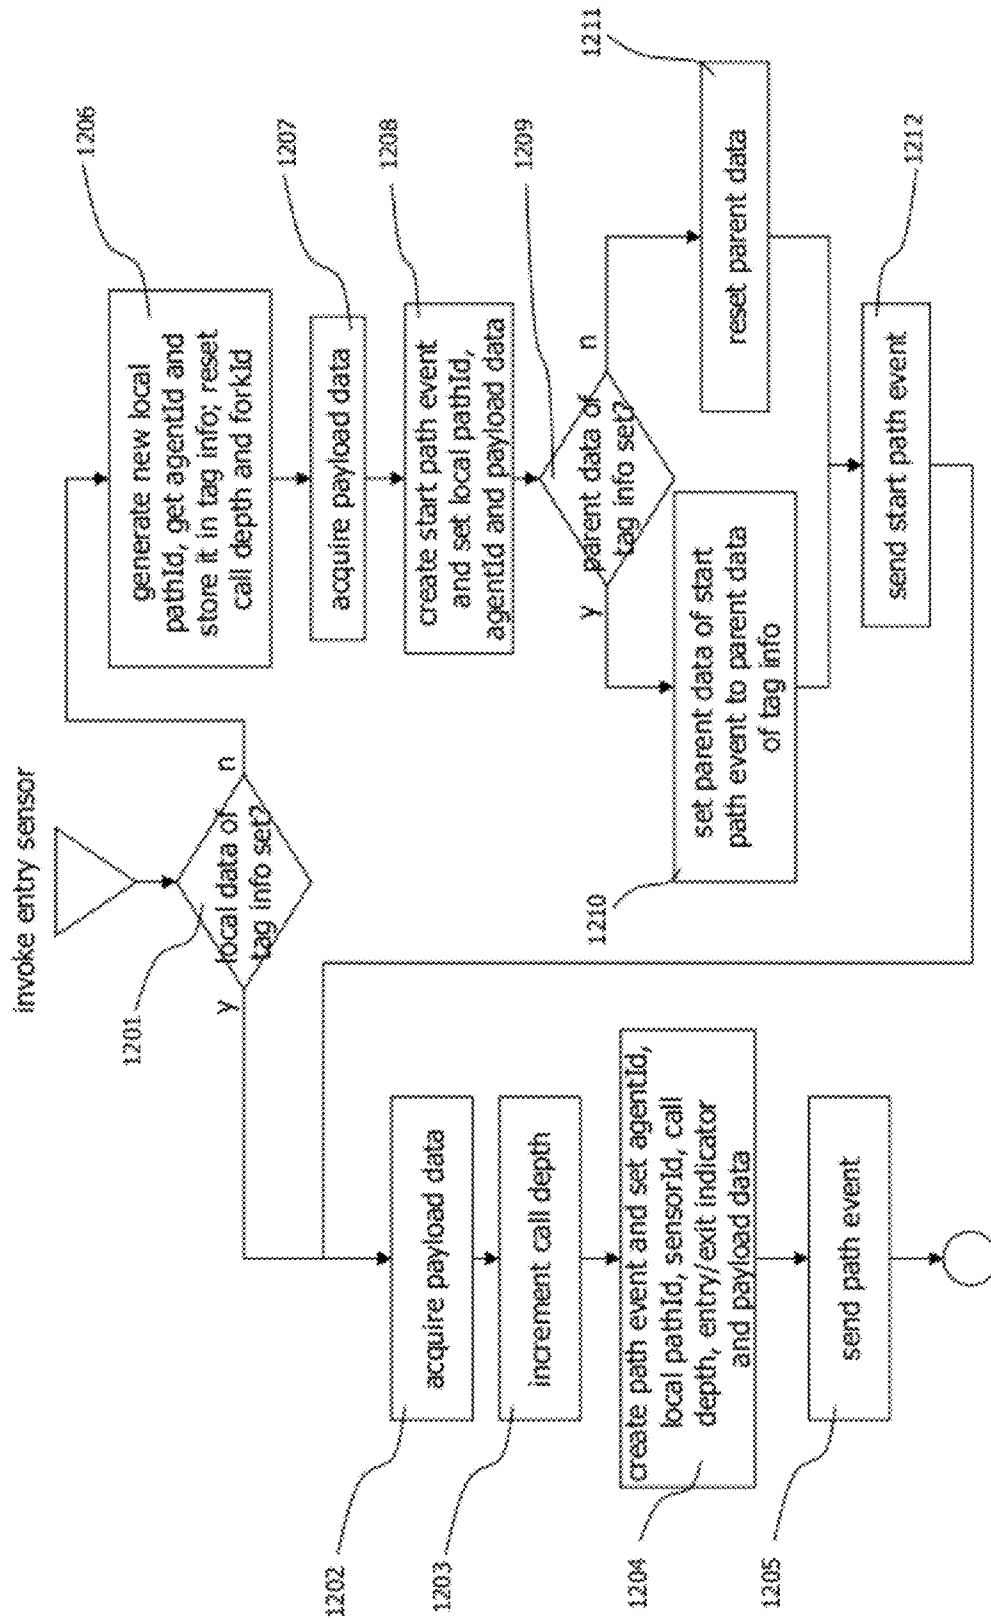 invoke entry sensor
1201
local data of
tag info set?
y
n
1202
acquire payload data
1203
increment call depth
1204
create path event and set agentId,
local pathId, sensorId, call
depth, entry/exit indicator
and payload data
1205
send path event
1206
generate new local
pathId, get agentId and
store it in tag info; reset
call depth and forkId
1207
acquire payload data
1208
create start path event
and set local pathId,
agentId and payload data
1209
parent data of
tag info set?
y
n
1210
set parent data of start
path event to parent data
of tag info
1211
reset parent data
1212
send start path event